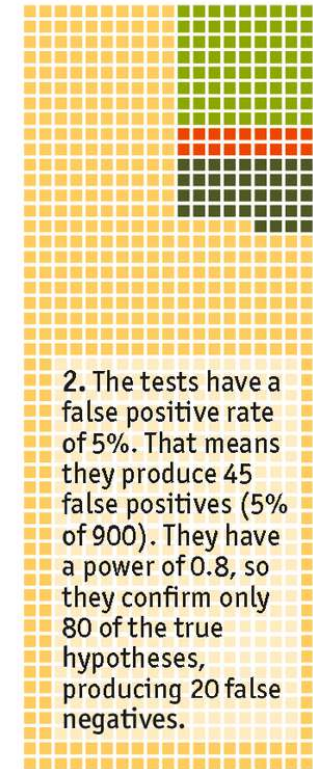 2. The tests have a
false positive rate
of 5%. That means
they produce 45
false positives (5%
of 900). They have
a power of 0.8, so
they confirm only
80 of the true
hypotheses,
producing 20 false
negatives.